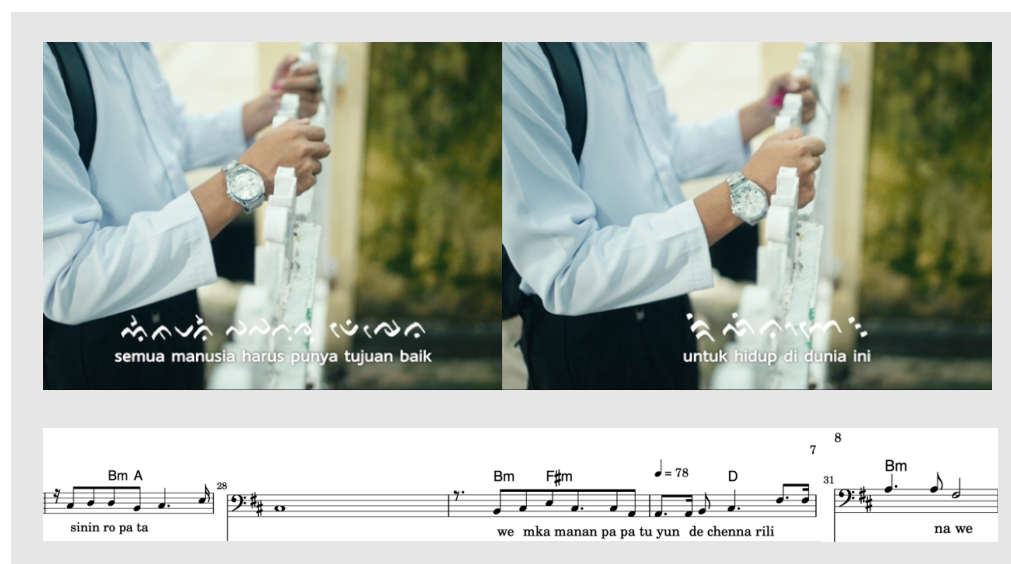 semua manusia harus punya tujuan baik
untuk hidup di dunia ini
7
8
Bm A
28
Bm F♯m ♩ = 78 D
31
Bm
sinin ro pa ta
we mka manan pa pa tu yun de chenna rili
na we